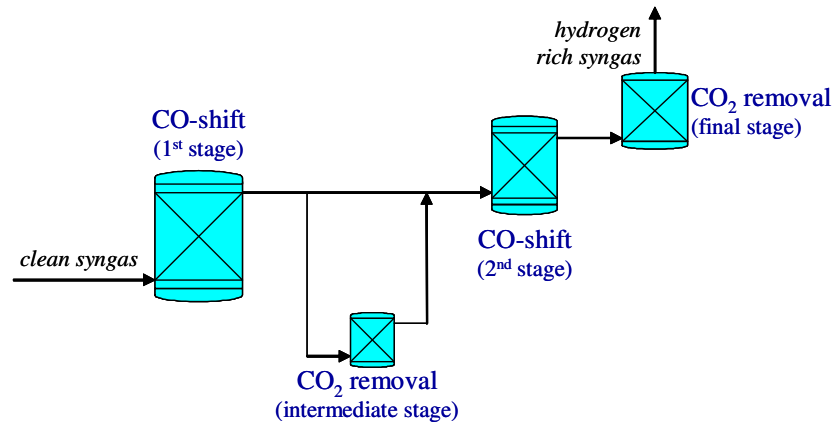 hydrogen
rich syngas
CO₂ removal
(final stage)
CO-shift
(1st stage)
CO-shift
(2nd stage)
clean syngas
CO₂ removal
(intermediate stage)